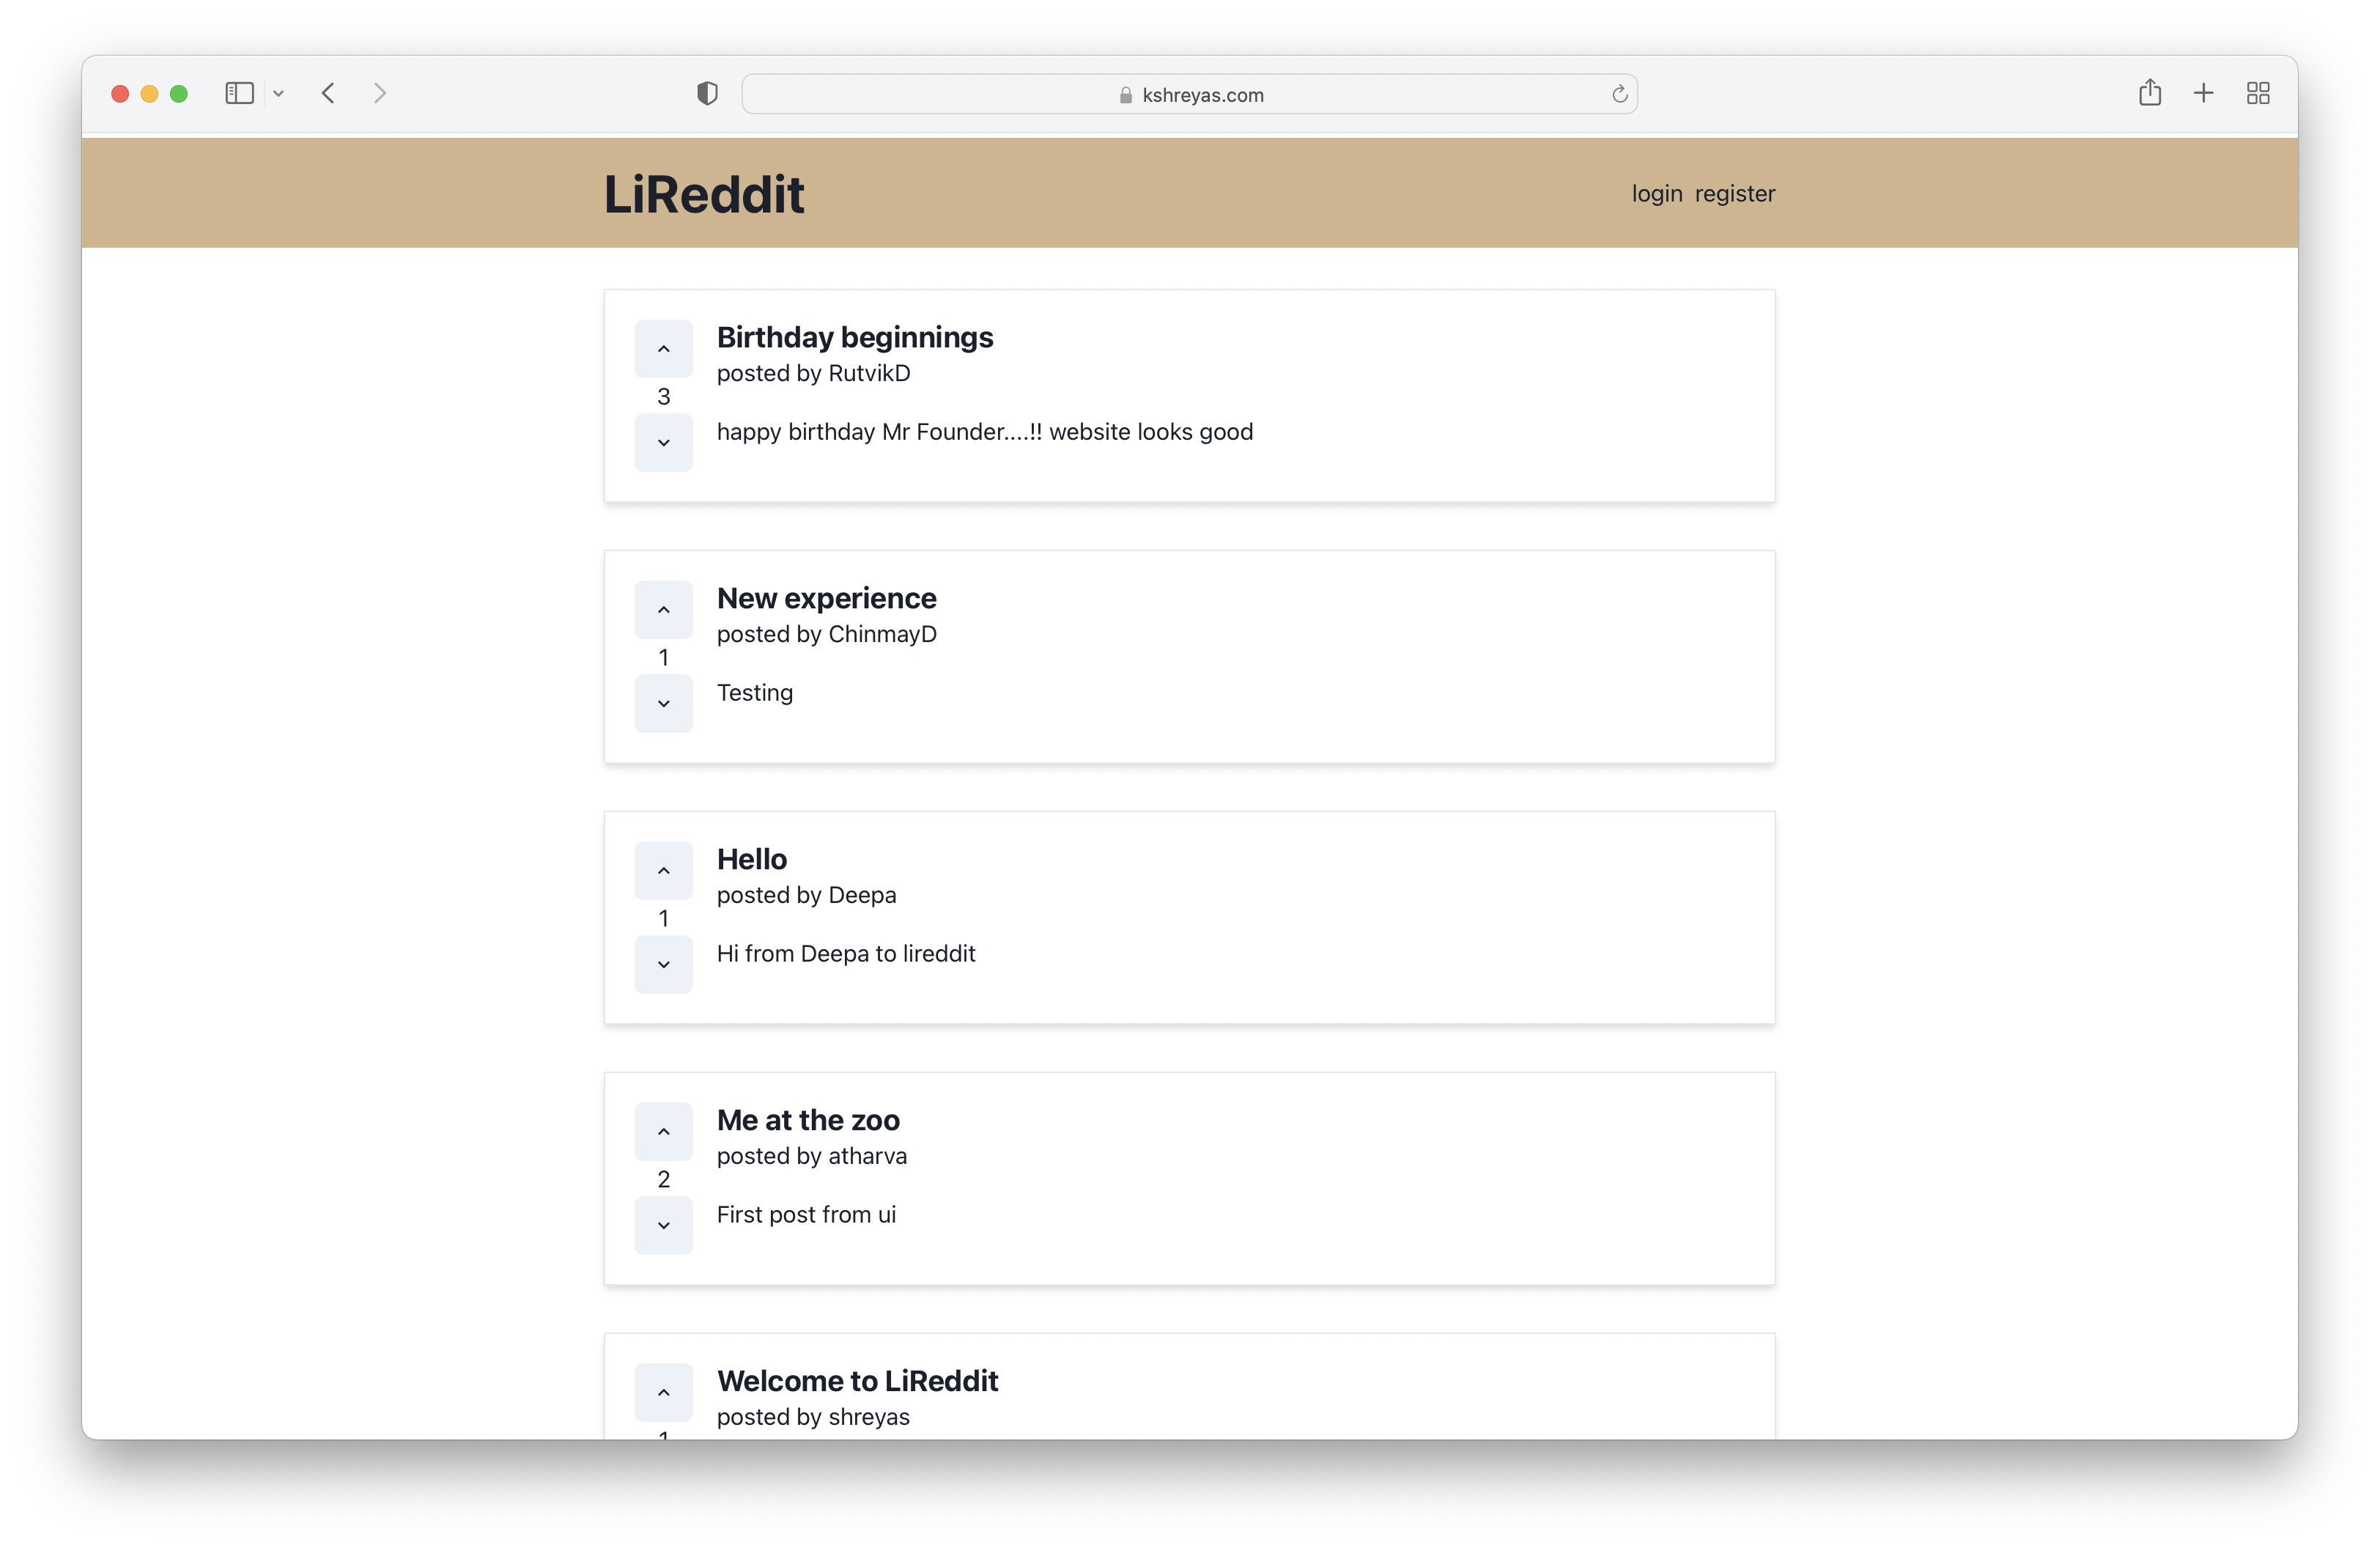 kshreyas.com
LiReddit
login register
Birthday beginnings
posted by RutvikD
3
happy birthday Mr Founder....!! website looks good
New experience
posted by ChinmayD
1
Testing
Hello
posted by Deepa
1
Hi from Deepa to lireddit
Me at the zoo
posted by atharva
2
First post from ui
Welcome to LiReddit
posted by shreyas
1